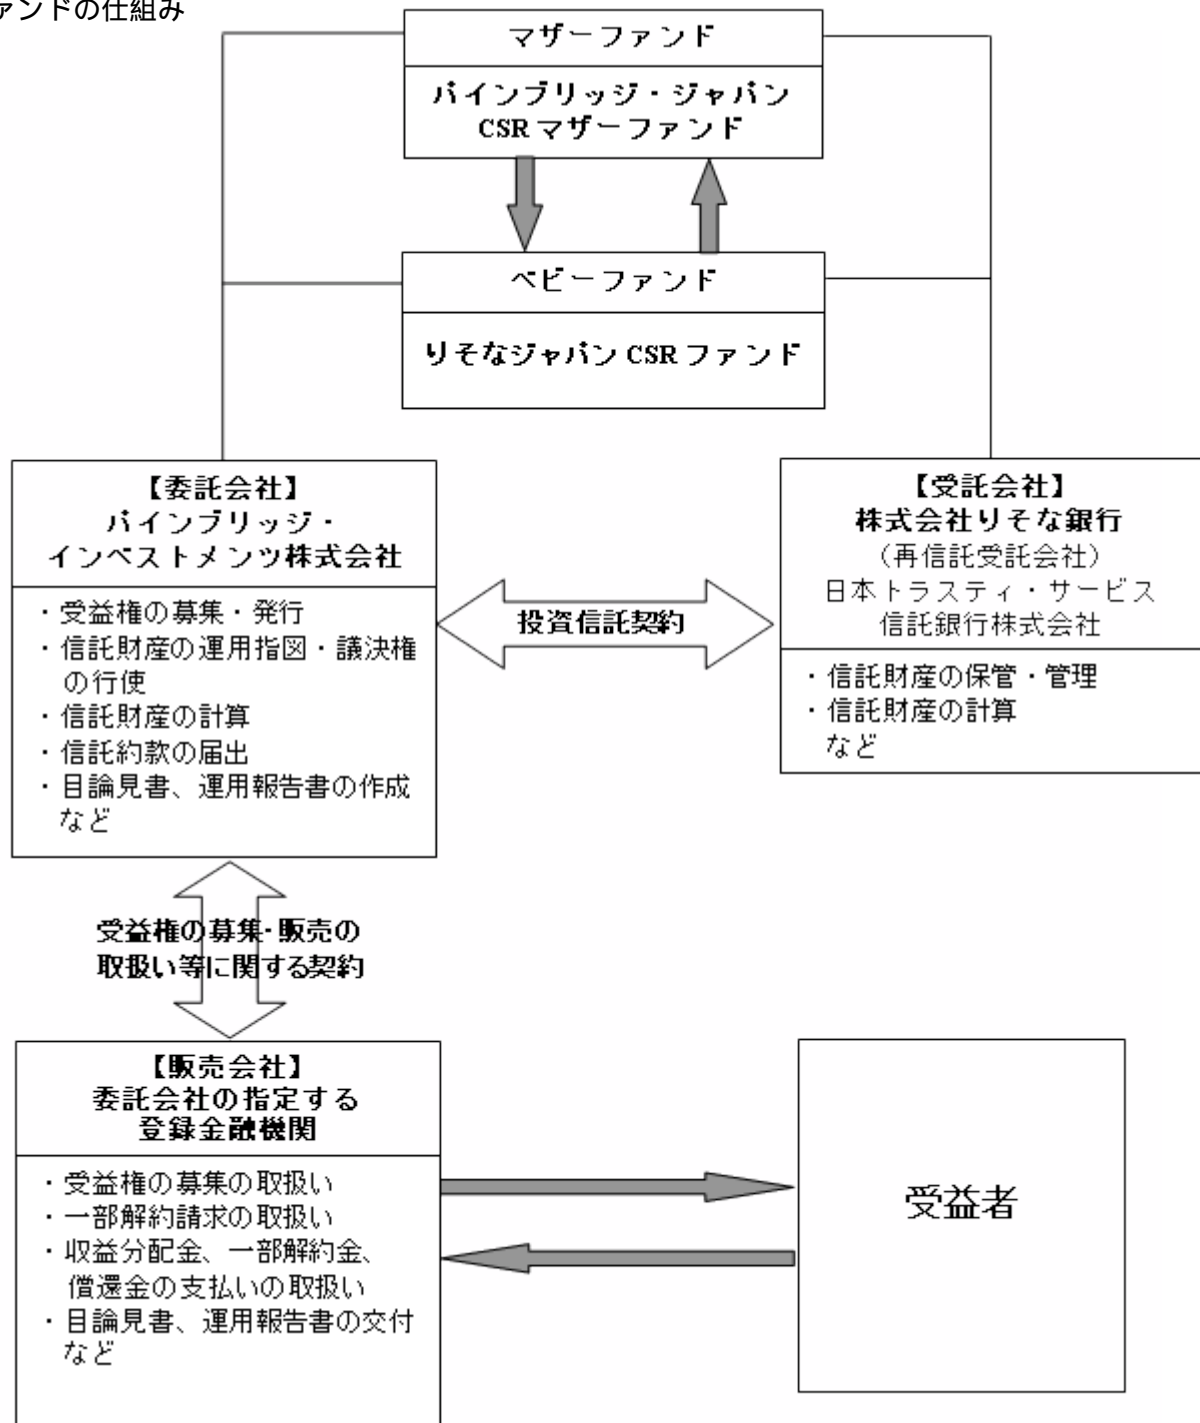 ファンドの仕組み
マザーファンド
パインブリッジ・ジャパン
CSRマザーファンド
ベビーファンド
りそなジャパンCSRファンド
【委託会社】
パインブリッジ・
インベストメンツ株式会社
・受益権の募集・発行
・信託財産の運用指図・議決権
の行使
・信託財産の計算
・信託約款の届出
・目論見書、運用報告書の作成
など
投資信託契約
【受託会社】
株式会社りそな銀行
（再信託受託会社）
日本トラスティ・サービス
信託銀行株式会社
・信託財産の保管・管理
・信託財産の計算
など
受益権の募集・販売の
取扱い等に関する契約
【販売会社】
委託会社の指定する
登録金融機関
・受益権の募集の取扱い
・一部解約請求の取扱い
・収益分配金、一部解約金、
償還金の支払いの取扱い
・目論見書、運用報告書の交付
など
受益者